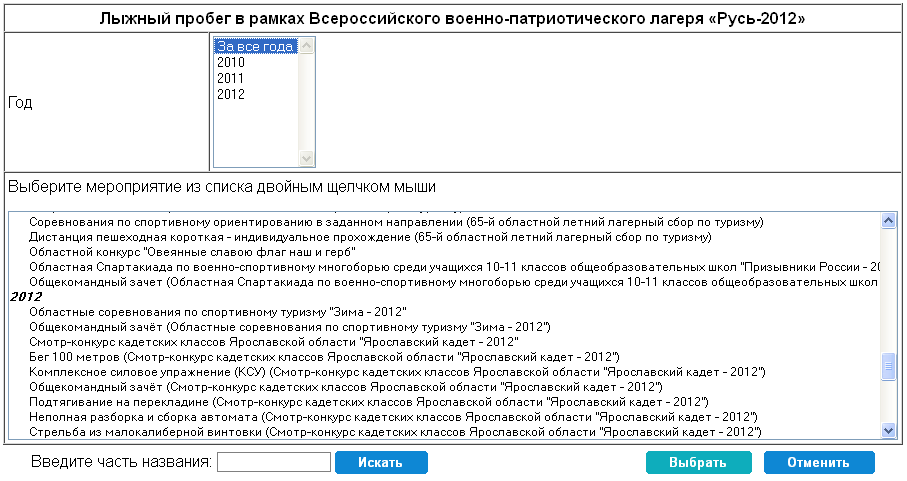 Лыжный пробег в рамках Всероссийского военно-патриотического лагеря «Русь-2012»
Год
За все года
2010
2011
2012
Выберите мероприятие из списка двойным щелчком мыши
Соревнования по спортивному ориентированию в заданном направлении (65-й областной летний лагерный сбор по туризму)
Дистанция пешеходная короткая - индивидуальное прохождение (65-й областной летний лагерный сбор по туризму)
Областной конкурс "Овеянные славою флаг наш и герб"
Областная Спартакиада по военно-спортивному многоборью среди учащихся 10-11 классов общеобразовательных школ "Призывники России - 20
Общекомандный зачет (Областная Спартакиада по военно-спортивному многоборью среди учащихся 10-11 классов общеобразовательных школ
2012
Областные соревнования по спортивному туризму "Зима - 2012"
Общекомандный зачёт (Областные соревнования по спортивному туризму "Зима - 2012")
Смотр-конкурс кадетских классов Ярославской области "Ярославский кадет - 2012"
Бег 100 метров (Смотр-конкурс кадетских классов Ярославской области "Ярославский кадет - 2012")
Комплексное силовое упражнение (КСУ) (Смотр-конкурс кадетских классов Ярославской области "Ярославский кадет - 2012")
Общекомандный зачёт (Смотр-конкурс кадетских классов Ярославской области "Ярославский кадет - 2012")
Подтягивание на перекладине (Смотр-конкурс кадетских классов Ярославской области "Ярославский кадет - 2012")
Неполная разборка и сборка автомата (Смотр-конкурс кадетских классов Ярославской области "Ярославский кадет - 2012")
Стрельба из малокалиберной винтовки (Смотр-конкурс кадетских классов Ярославской области "Ярославский кадет - 2012")
Введите часть названия: Искать Выбрать Отменить